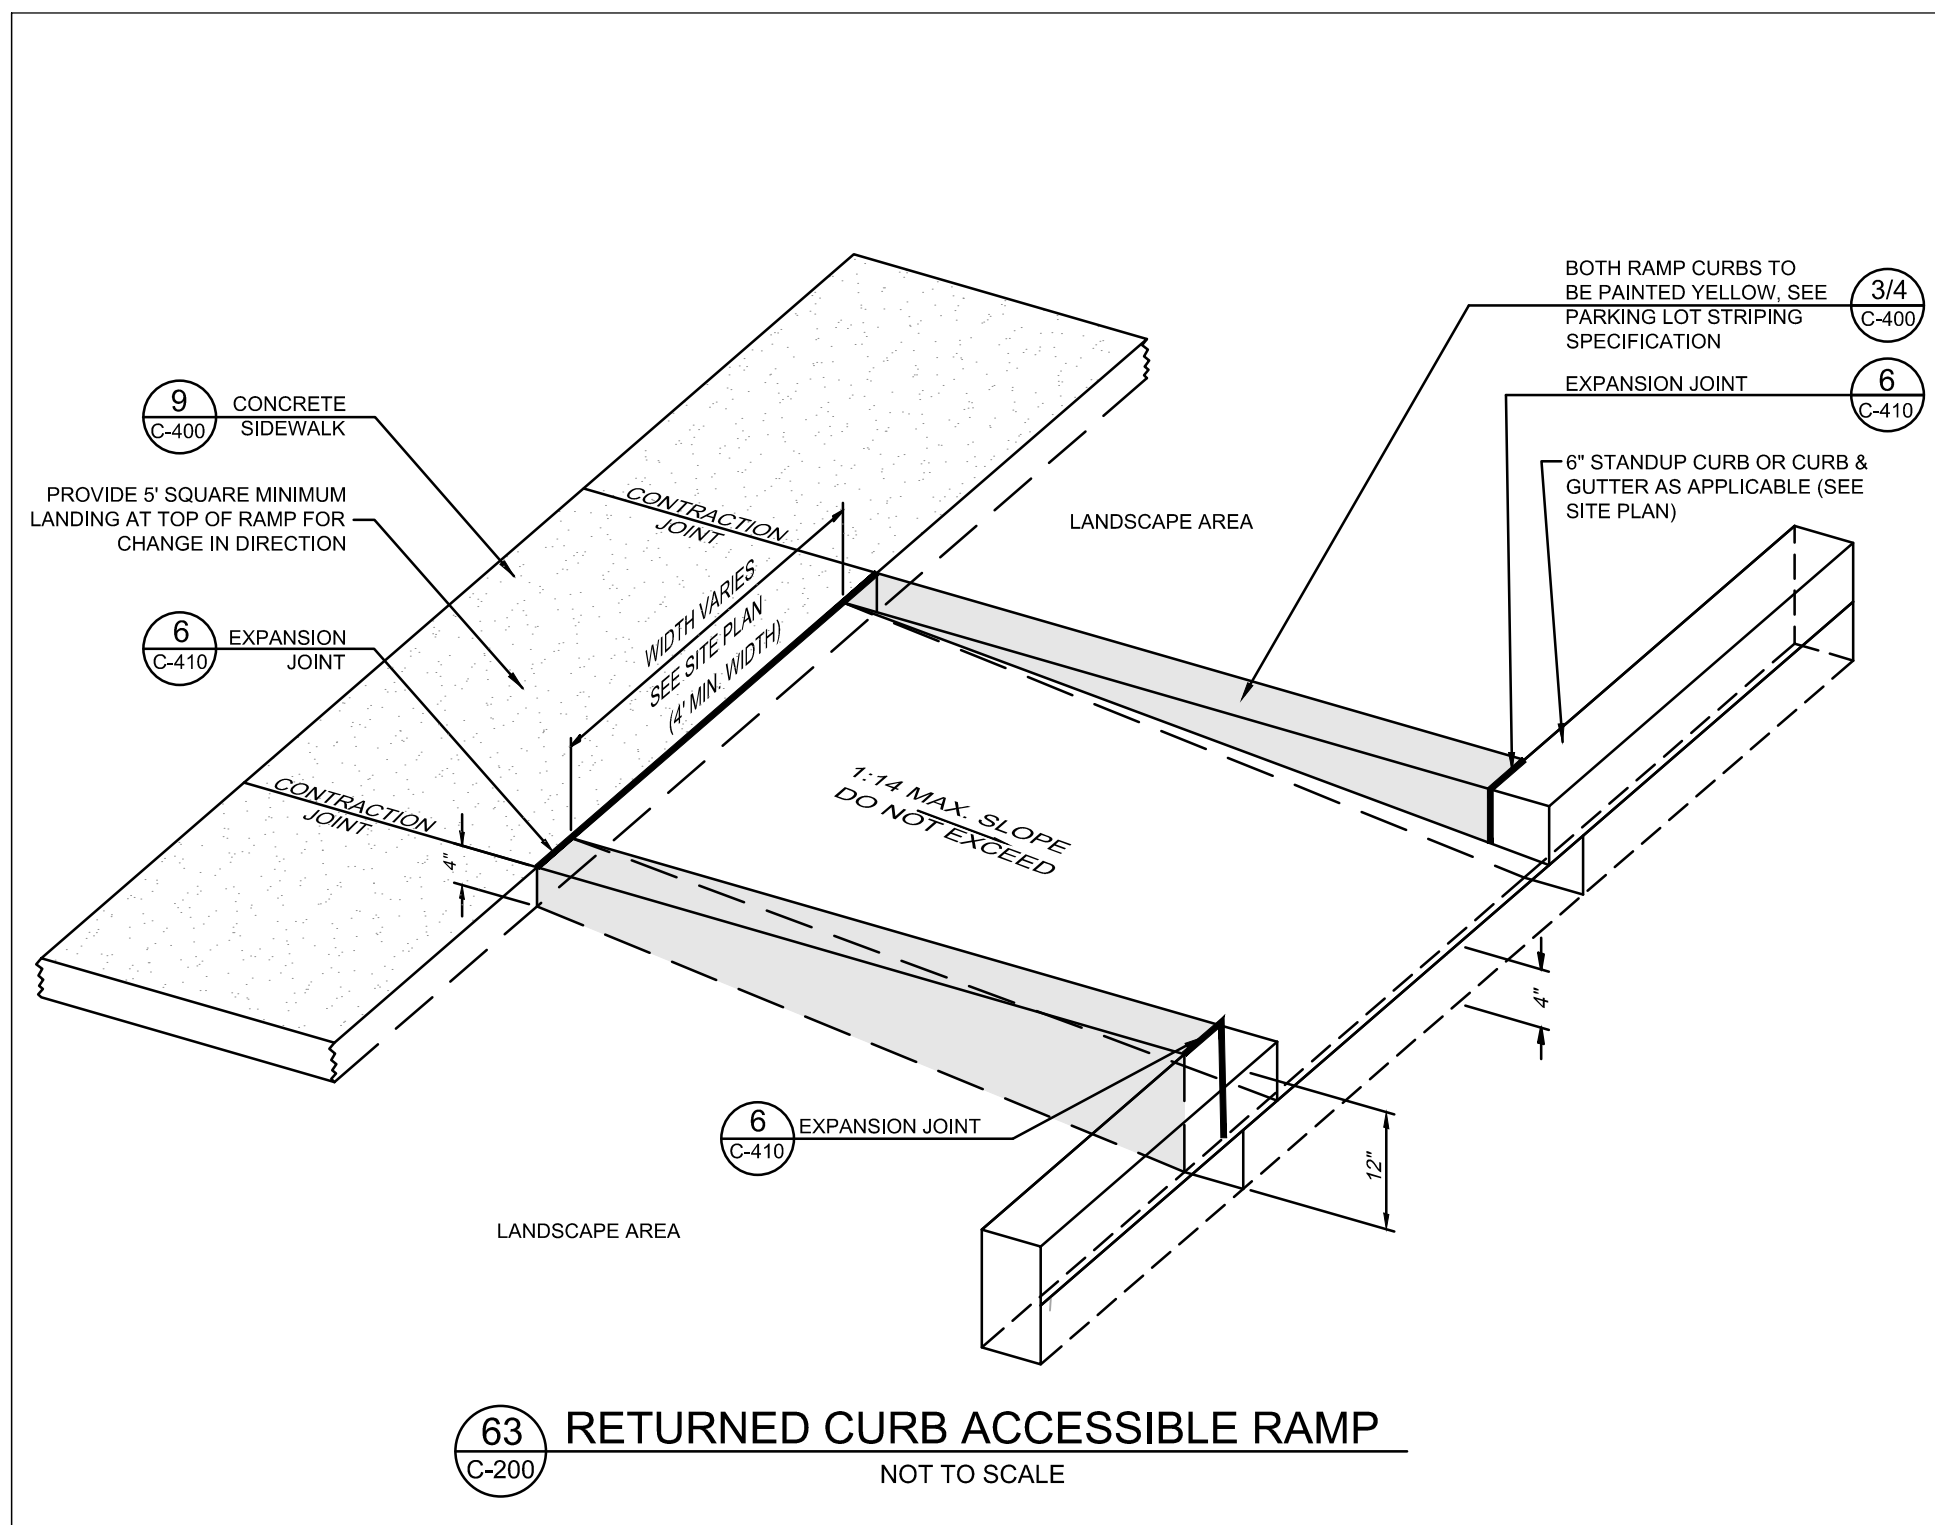 BOTH RAMP CURBS TO
BE PAINTED YELLOW, SEE
PARKING LOT STRIPING
SPECIFICATION
3/4
C-400
EXPANSION JOINT
6
C-410
6" STANDUP CURB OR CURB &
GUTTER AS APPLICABLE (SEE
SITE PLAN)
9
C-400
CONCRETE
SIDEWALK
PROVIDE 5' SQUARE MINIMUM
LANDING AT TOP OF RAMP FOR
CHANGE IN DIRECTION
6
C-410
EXPANSION
JOINT
CONTRACTION
JOINT
LANDSCAPE AREA
WIDTH VARIES
SEE SITE PLAN
(4' MIN. WIDTH)
CONTRACTION
JOINT
4"
1:14 MAX. SLOPE
DO NOT EXCEED
4"
6
C-410
EXPANSION JOINT
12"
LANDSCAPE AREA
63
C-200
RETURNED CURB ACCESSIBLE RAMP
NOT TO SCALE